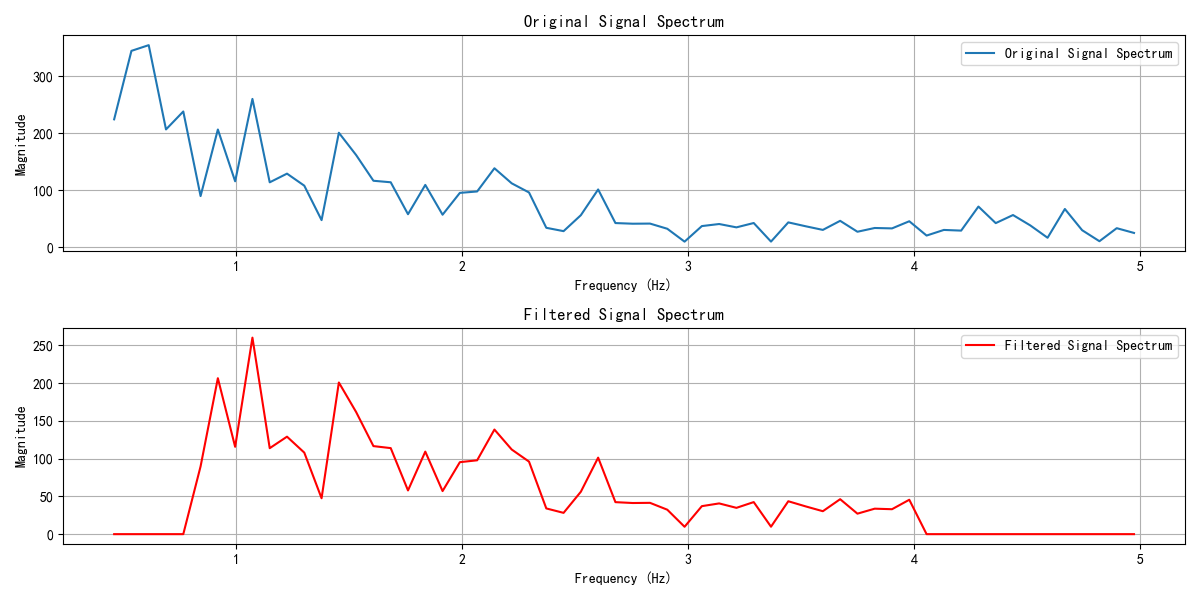 Original Signal Spectrum
Original Signal Spectrum
Magnitude
300
200
100
0
1 2 3 4 5
Frequency (Hz)
Filtered Signal Spectrum
Filtered Signal Spectrum
Magnitude
250
200
150
100
50
0
1 2 3 4 5
Frequency (Hz)